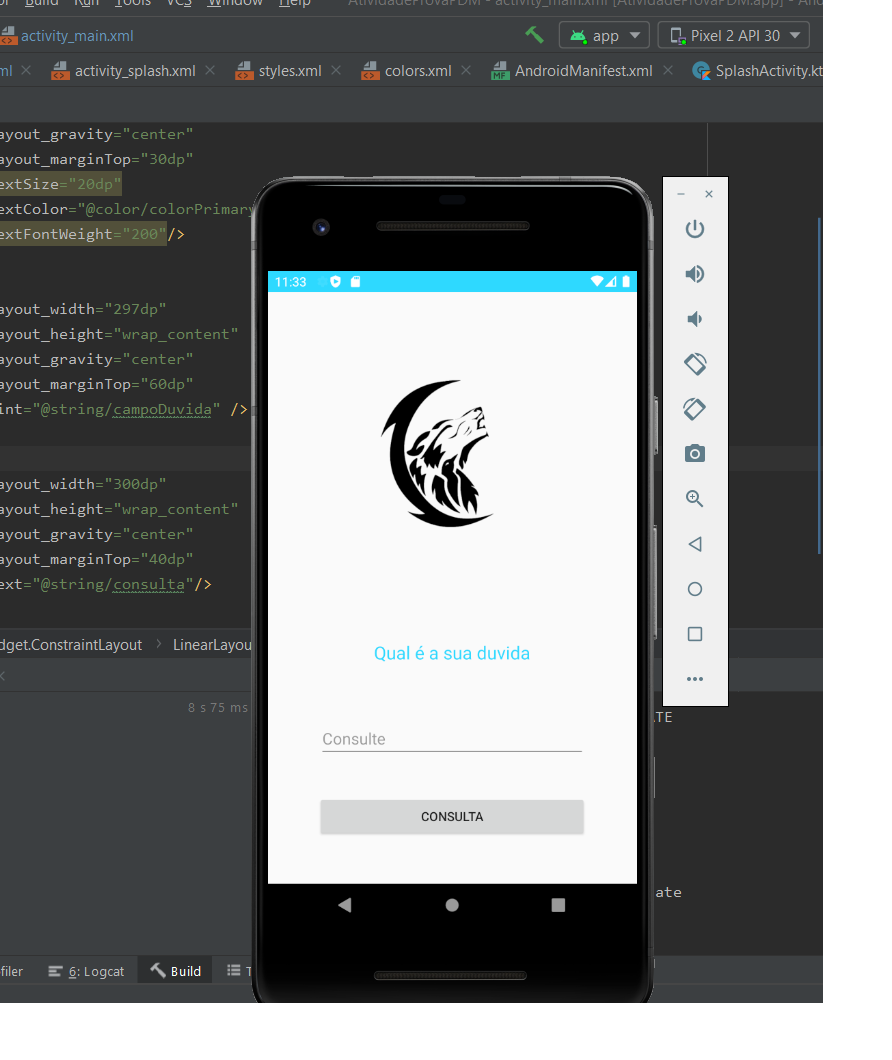 Build Run Tools VCS Window Help AtividadeProvaPDM - activity_main.xml [AtividadeProvaPDM.app] -
activity_main.xml app Pixel 2 API 30
activity_splash.xml styles.xml colors.xml AndroidManifest.xml SplashActivity.kt
ayout_gravity="center"
ayout_marginTop="30dp"
extSize="20dp"
extColor="@color/colorPrimary
extFontWeight="200"/>
ayout_width="297dp"
ayout_height="wrap_content"
ayout_gravity="center"
ayout_marginTop="60dp"
int="@string/campoDuvida" />
ayout_width="300dp"
ayout_height="wrap_content"
ayout_gravity="center"
ayout_marginTop="40dp"
ext="@string/consulta"/>
dget.ConstraintLayout LinearLayou
8 s 75 ms
TE
ate
filer 6: Logcat Build T
11:33
Qual é a sua duvida
Consulte
CONSULTA